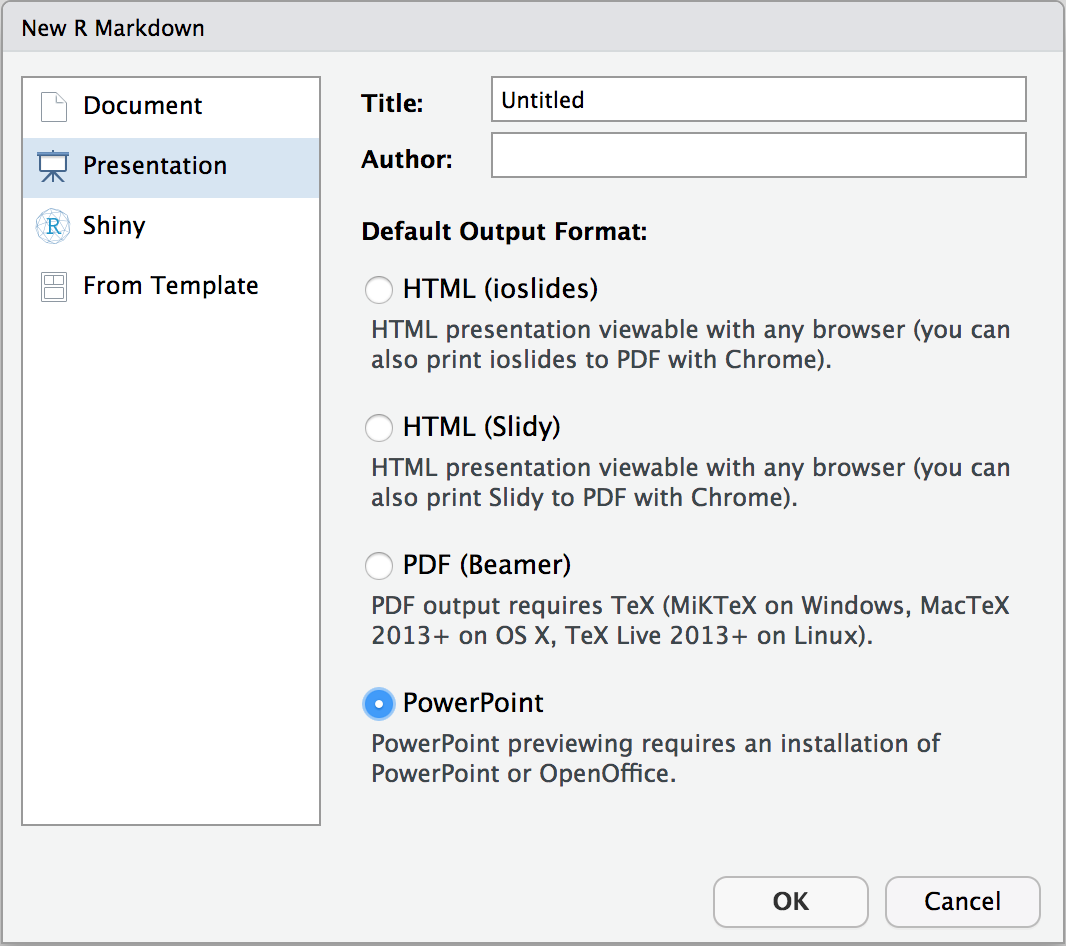 New R Markdown
Document
Presentation
R
Shiny
From Template
Title:
Untitled
Author:
Default Output Format:
HTML (ioslides)
HTML presentation viewable with any browser (you can
also print ioslides to PDF with Chrome).
HTML (Slidy)
HTML presentation viewable with any browser (you can
also print Slidy to PDF with Chrome).
PDF (Beamer)
PDF output requires TeX (MiKTeX on Windows, MacTeX
2013+ on OS X, TeX Live 2013+ on Linux).
PowerPoint
PowerPoint previewing requires an installation of
PowerPoint or OpenOffice.
OK
Cancel